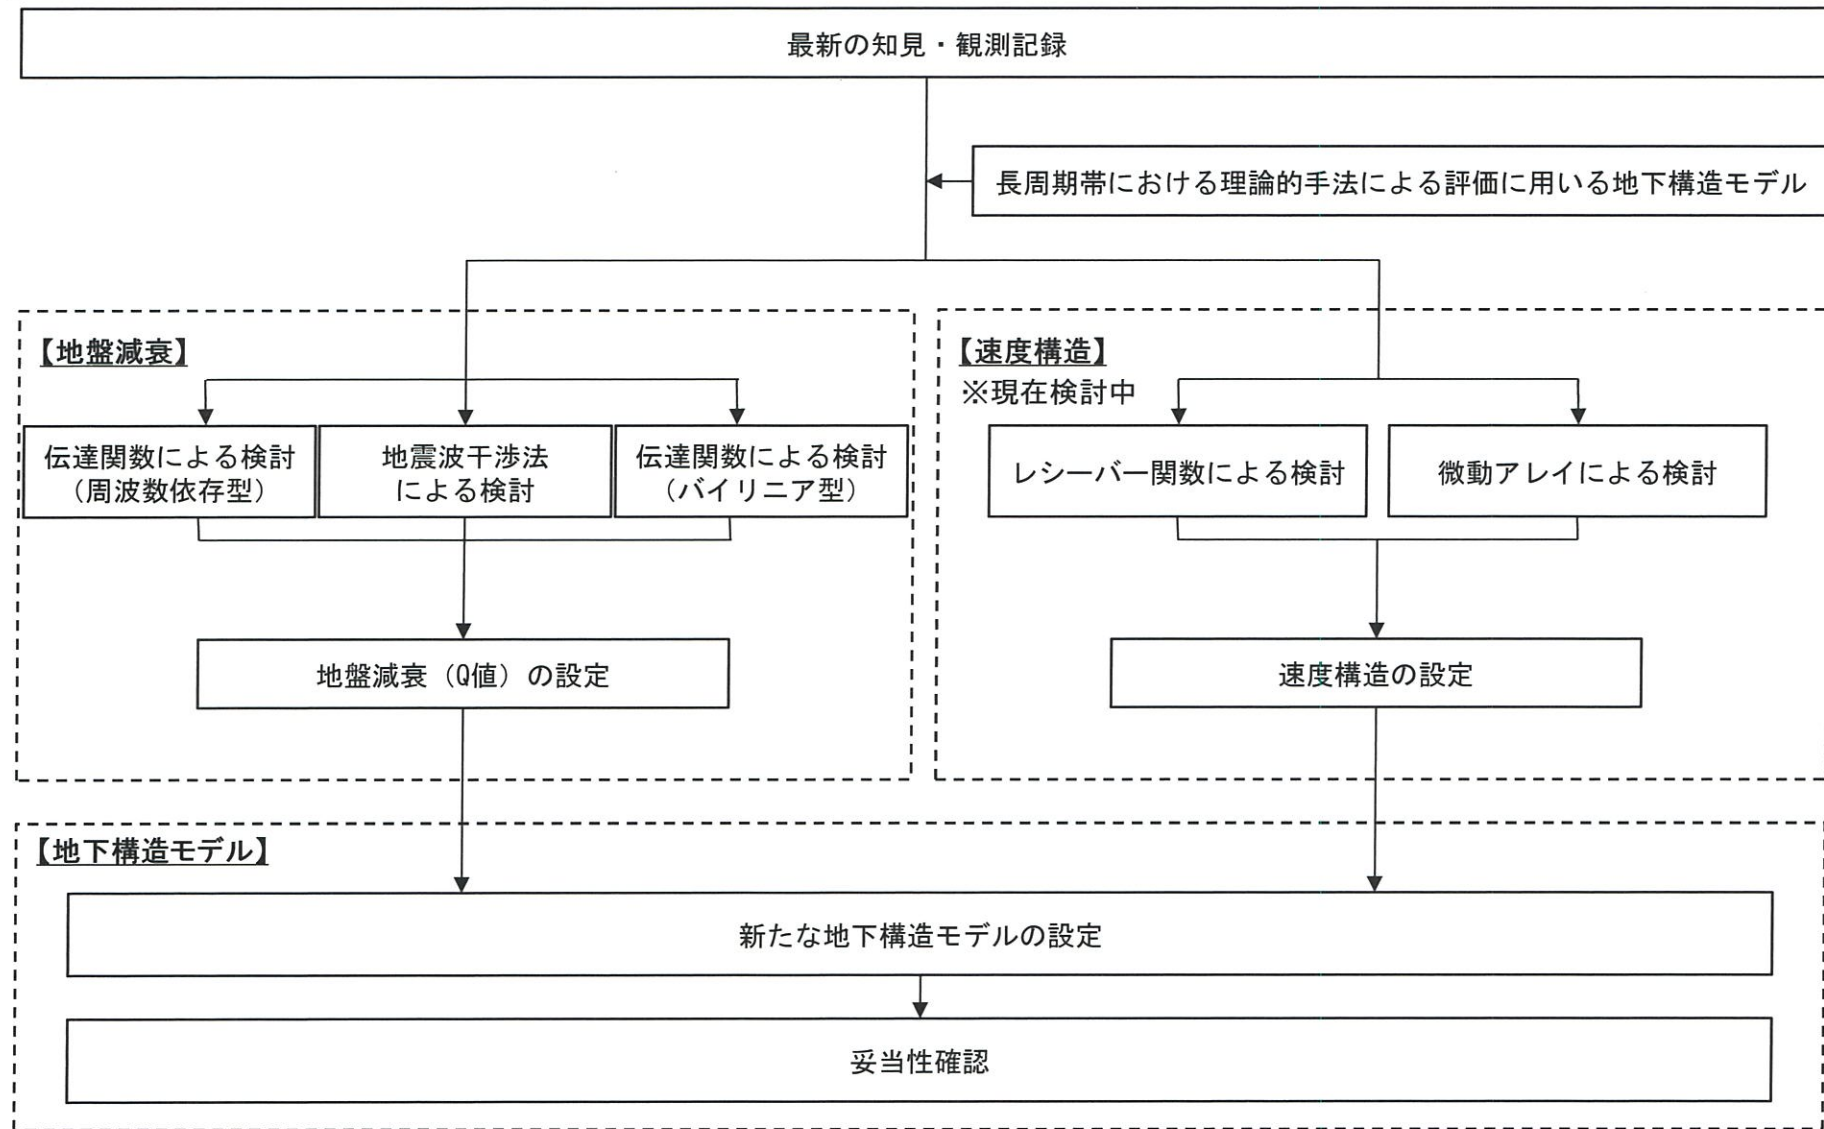 最新の知見・観測記録
長周期帯における理論的手法による評価に用いる地下構造モデル
【地盤減衰】
伝達関数による検討
（周波数依存型）
地震波干渉法
による検討
伝達関数による検討
（バイリニア型）
地盤減衰（Q値）の設定
【速度構造】
※現在検討中
レシーバー関数による検討
微動アレイによる検討
速度構造の設定
【地下構造モデル】
新たな地下構造モデルの設定
妥当性確認